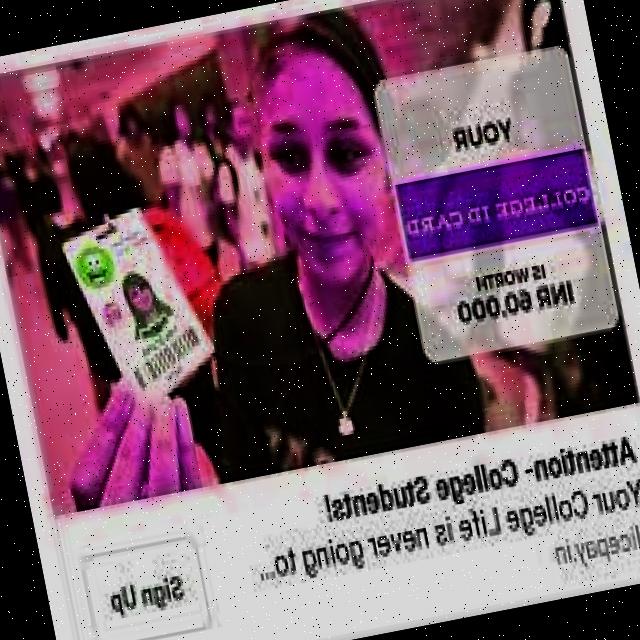 YOUR
COLLEGE ID CARD
IS WORTH
INR 60,000
Attention- College Students!
Your College Life is never going to...
Sign Up